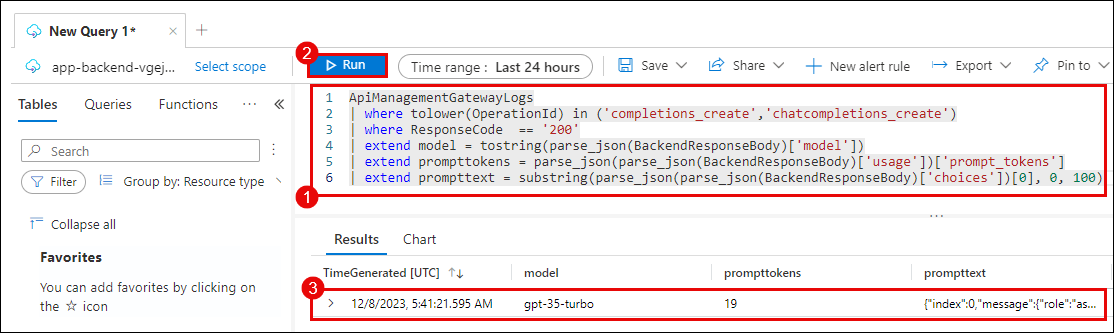 New Query 1*
app-backend-vgej... Select scope
2 Run Time range : Last 24 hours Save Share New alert rule Export Pin to
Tables Queries Functions
Search
Filter Group by: Resource type
Collapse all
Favorites
You can add favorites by clicking on
the ☆ icon
1 ApiManagementGatewayLogs
2 | where tolower(OperationId) in ('completions_create','chatcompletions_create')
3 | where ResponseCode == '200'
4 | extend model = tostring(parse_json(BackendResponseBody)['model'])
5 | extend prompttokens = parse_json(parse_json(BackendResponseBody)['usage'])['prompt_tokens']
6 | extend prompttext = substring(parse_json(parse_json(BackendResponseBody)['choices'])[0], 0, 100)
1
...
Results Chart
TimeGenerated [UTC] ↑↓ model prompttokens prompttext
3 12/8/2023, 5:41:21.595 AM gpt-35-turbo 19 {"index":0,"message":{"role":"as...